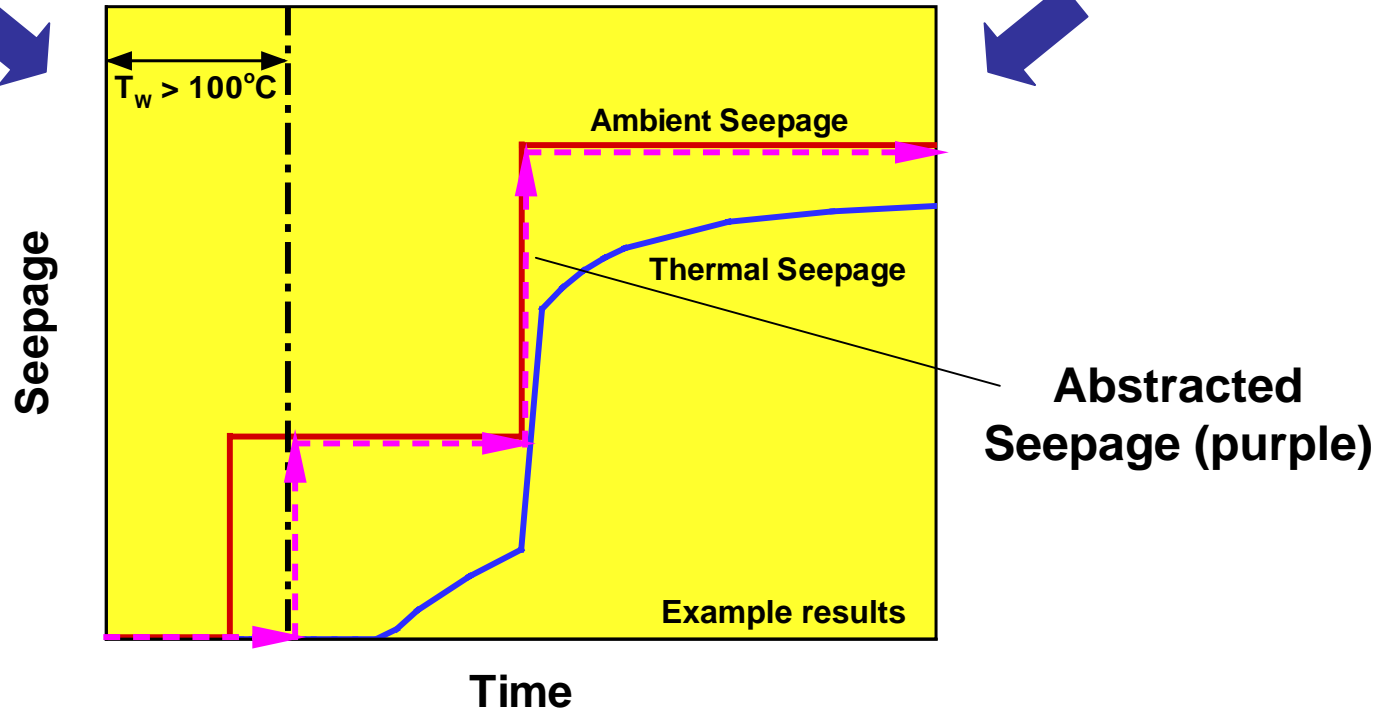 T_w > 100°C
Ambient Seepage
Thermal Seepage
Abstracted
Seepage (purple)
Example results
Seepage
Time